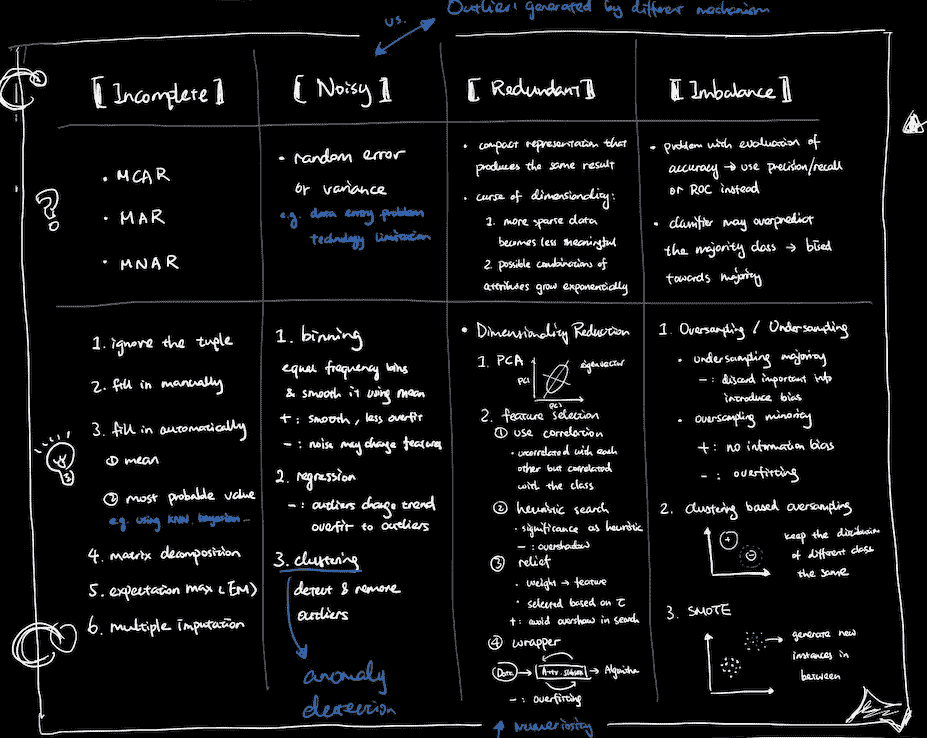 Outlier: generated by different mechanism
vs.
[Incomplete]
[Noisy]
[Redundant]
[Imbalance]
?
• MCAR
• MAR
• MNAR
• random error
or variance
e.g. data error problem
technology limitation
• compact representation that
produces the same result
• curse of dimensionality:
1. more sparse data
becomes less meaningful
2. possible combination of
attributes grow exponentially
• problem with evaluation of
accuracy → use precision/recall
or ROC instead
• classifier may overpredict
the majority class → bised
towards majority
1. ignore the tuple
2. fill in manually
3. fill in automatically
① mean
② most probable value
e.g. using KNN, bayesian...
4. matrix decomposition
5. expectation max (EM)
6. multiple imputation
1. binning
equal frequency bins
& smooth it using mean
+ : smooth, less overfit
- : noise may change features
2. regression
- : outliers change trend
overfit to outliers
3. clustering
detect & remove
outliers
anomaly
detection
• Dimensionality Reduction
1. PCA
eigenvector
PC1
PC2
2. feature selection
① use correlation
• uncorrelated with each
other but correlated
with the class
② heuristic search
• significance as heuristic
- : overshadow
③ relief
• weight → feature
• selected based on τ
+ : avoid overshow in search
④ wrapper
Data → Attr. subsets → Algorithm
- : overfitting
numeriosity
1. Oversampling / Undersampling
• undersampling majority
- : discard important info
introduce bias
• oversampling minority
+ : no information bias
- : overfitting
2. clustering based oversampling
+
-
keep the distribution
of different class
the same
3. SMOTE
→ generate new
instances in
between